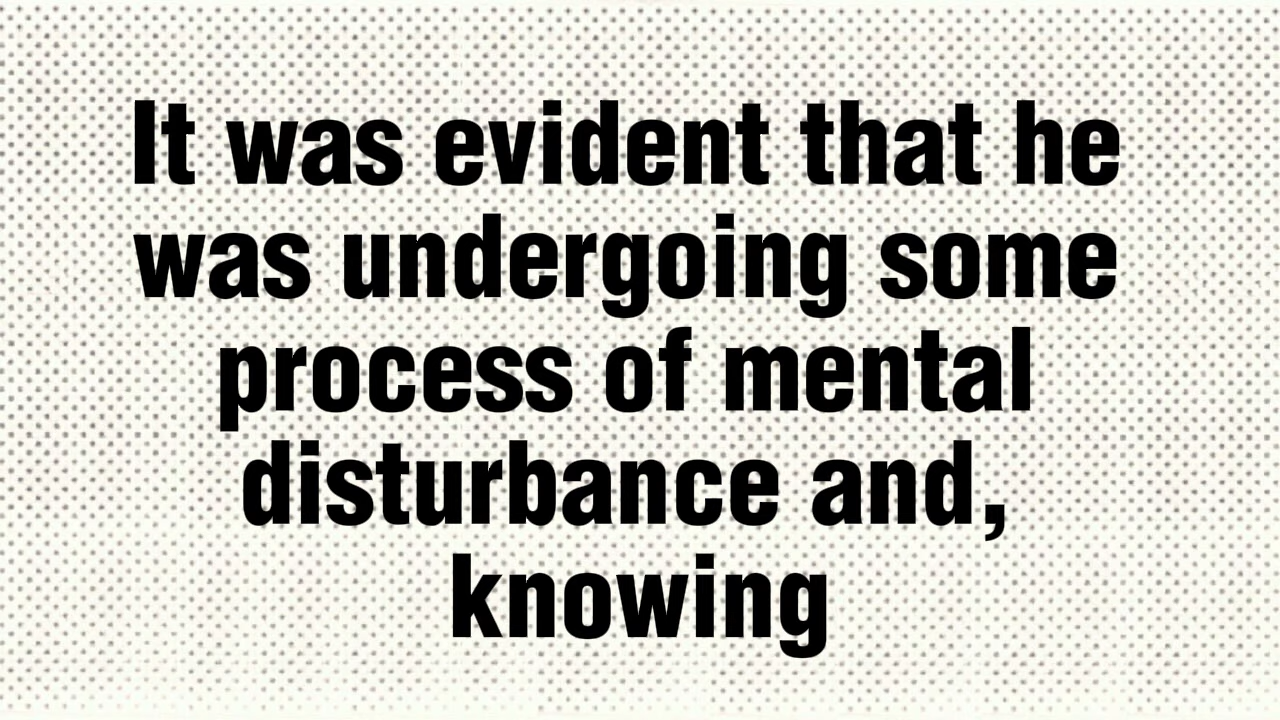 It was evident that he
was undergoing some
process of mental
disturbance and,
knowing